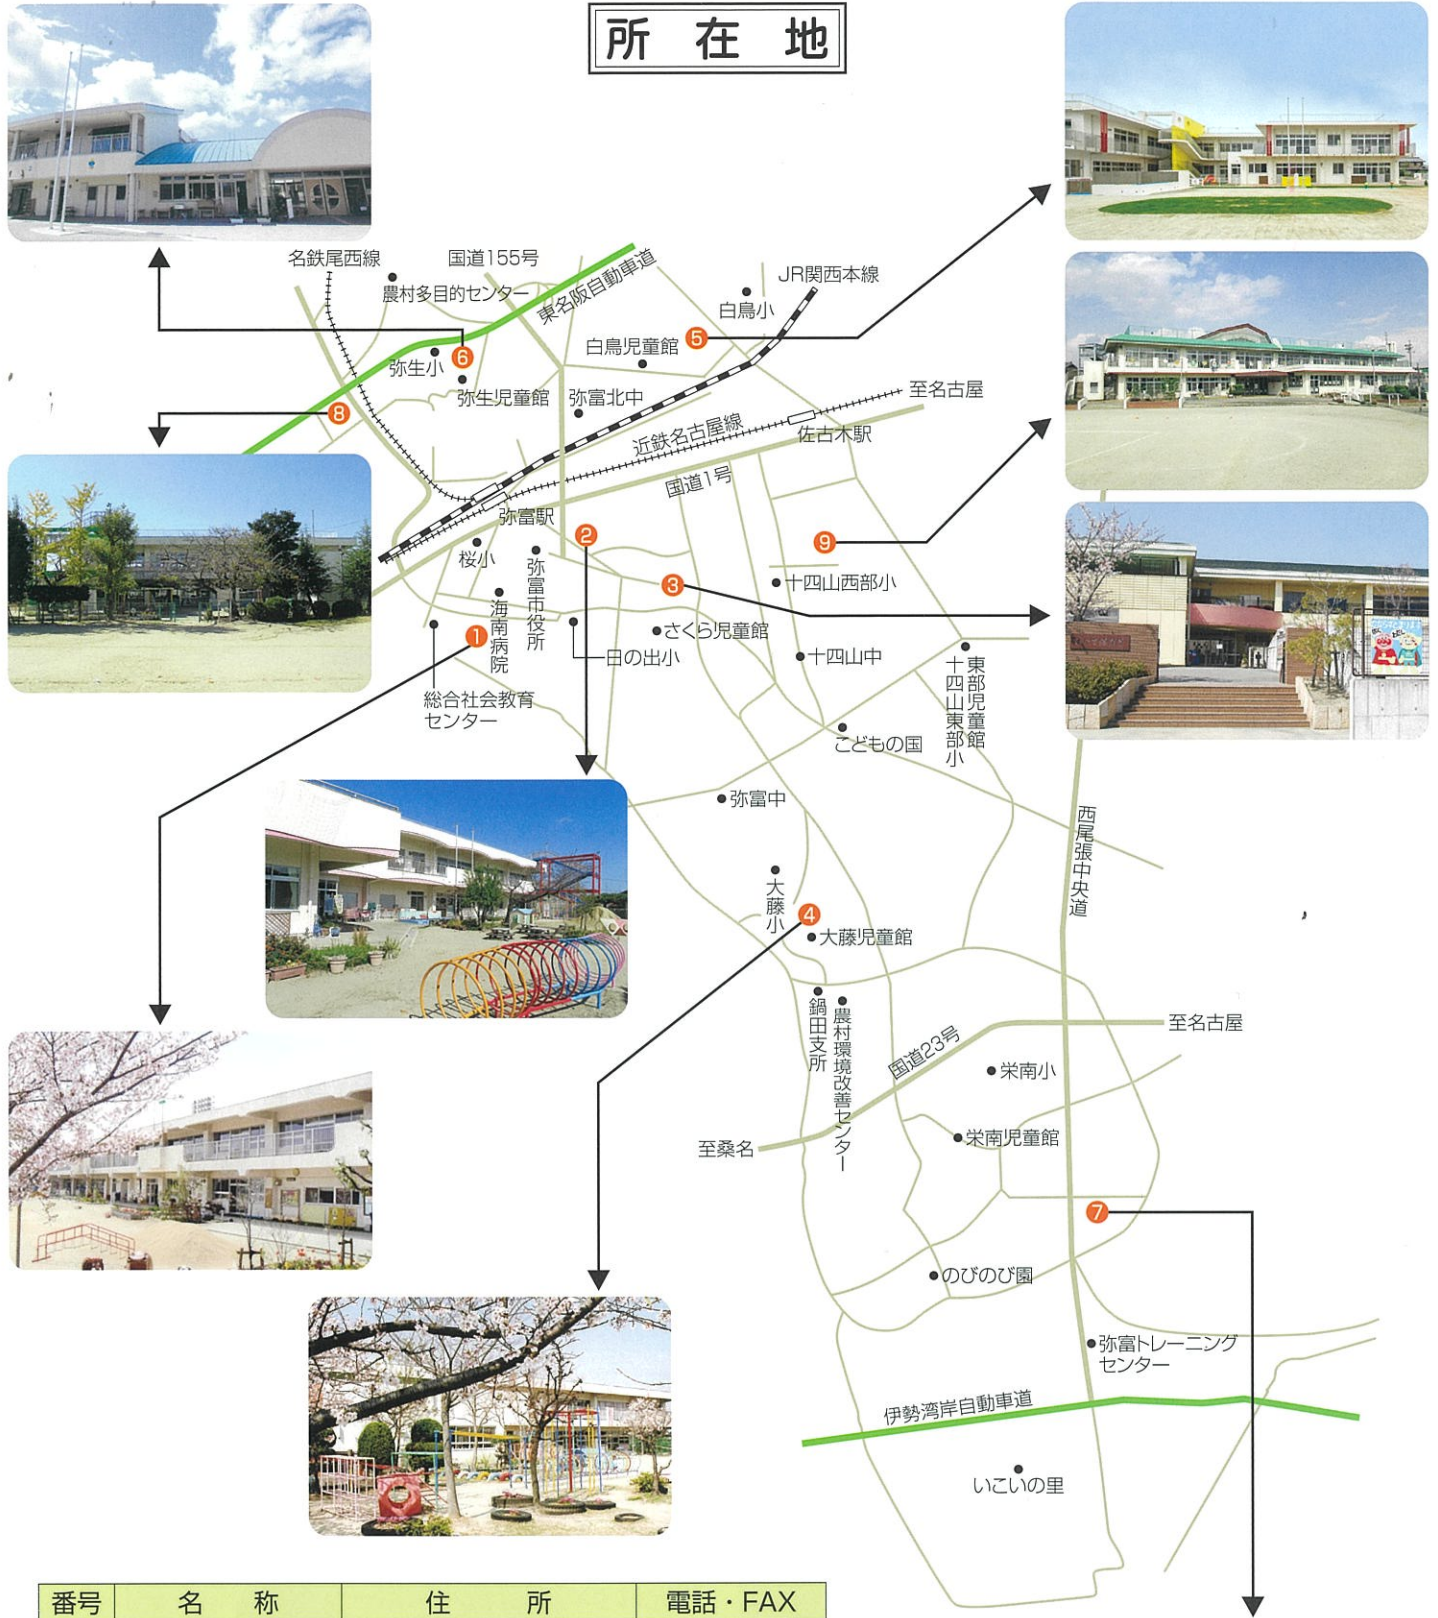 所在地
名鉄尾西線
国道155号
農村多目的センター
東名阪自動車道
JR関西本線
白鳥小
白鳥児童館
5
弥生小
6
弥生児童館
弥富北中
8
至名古屋
近鉄名古屋線
佐古木駅
国道1号
弥富駅
2
9
桜小
弥富市役所
3
十四山西部小
海南病院
1
さくら児童館
日の出小
十四山中
総合社会教育
センター
東部児童館
十四山東部小
こどもの国
弥富中
西尾張中央道
大藤小
4
大藤児童館
鍋田支所
農村環境改善センター
国道23号
至名古屋
栄南小
至桑名
栄南児童館
7
のびのび園
弥富トレーニング
センター
伊勢湾岸自動車道
いこいの里
番号 名称 住所 電話・FAX